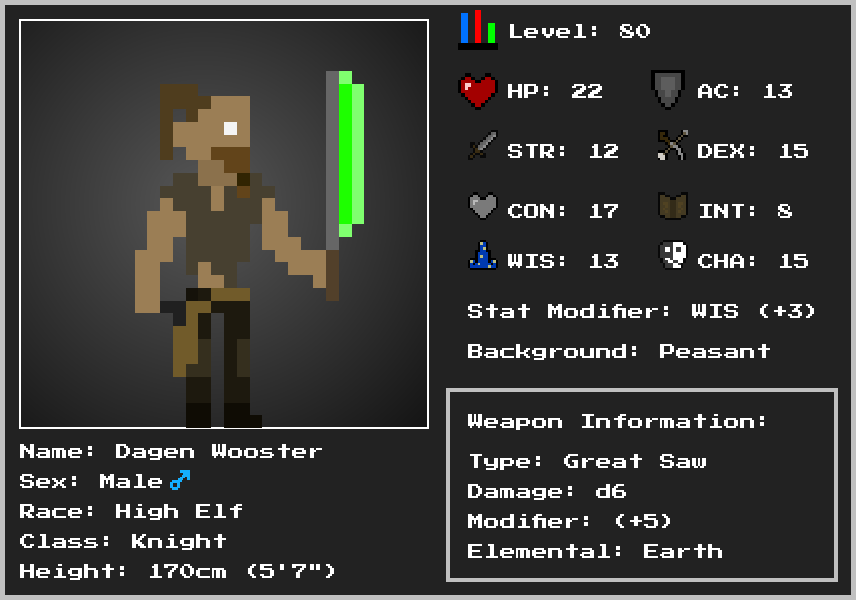 Level: 80
HP: 22
AC: 13
STR: 12
DEX: 15
CON: 17
INT: 8
WIS: 13
CHA: 15
Stat Modifier: WIS (+3)
Background: Peasant
Name: Dagen Wooster
Sex: Male♂
Race: High Elf
Class: Knight
Height: 170cm (5'7")
Weapon Information:
Type: Great Saw
Damage: d6
Modifier: (+5)
Elemental: Earth